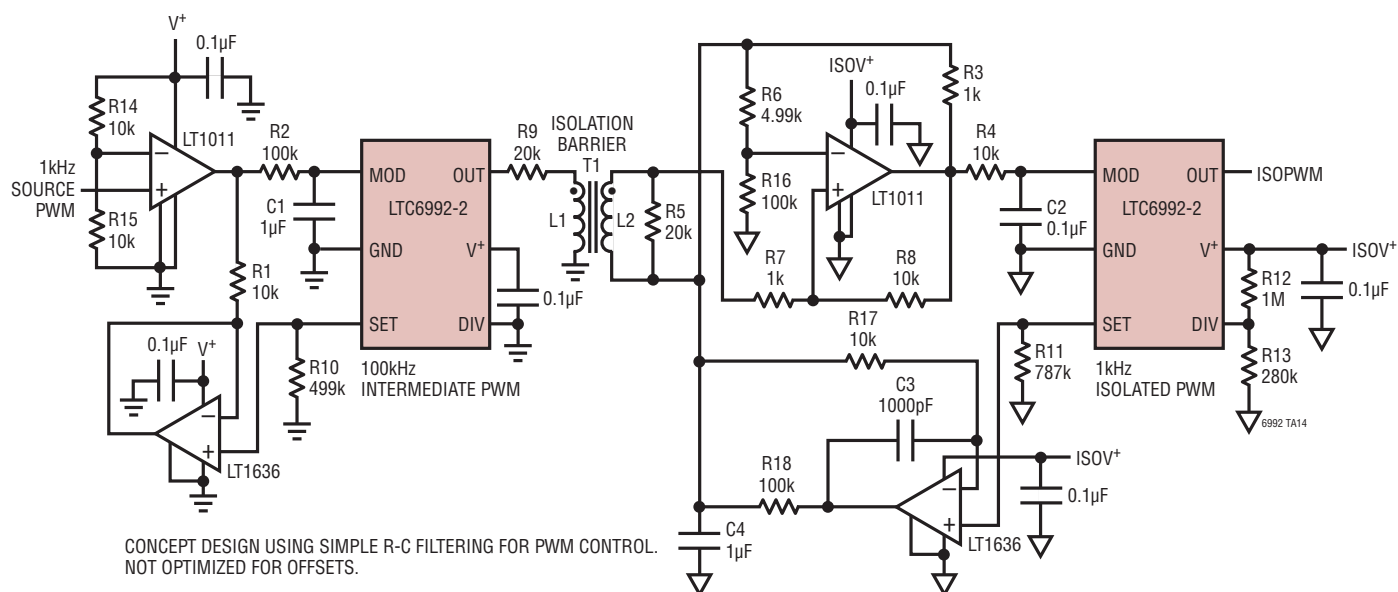 V+
0.1µF
R14
10k
LT1011
R2
100k
1kHz
SOURCE
PWM
−
+
R15
10k
C1
1µF
R1
10k
MOD
OUT
LTC6992-2
GND
V+
SET
DIV
100kHz
INTERMEDIATE PWM
0.1µF
0.1µF
V+
R10
499k
−
+
LT1636
R9
20k
ISOLATION
BARRIER
T1
L1
L2
R5
20k
R6
4.99k
R16
100k
ISOV+
0.1µF
−
+
LT1011
R3
1k
R4
10k
R7
1k
R8
10k
C2
0.1µF
MOD
OUT
ISOPWM
LTC6992-2
GND
V+
ISOV+
SET
DIV
1kHz
ISOLATED PWM
R12
1M
0.1µF
R13
280k
6992 TA14
R11
787k
R17
10k
C3
1000pF
R18
100k
ISOV+
0.1µF
−
+
LT1636
C4
1µF
CONCEPT DESIGN USING SIMPLE R-C FILTERING FOR PWM CONTROL.
NOT OPTIMIZED FOR OFFSETS.